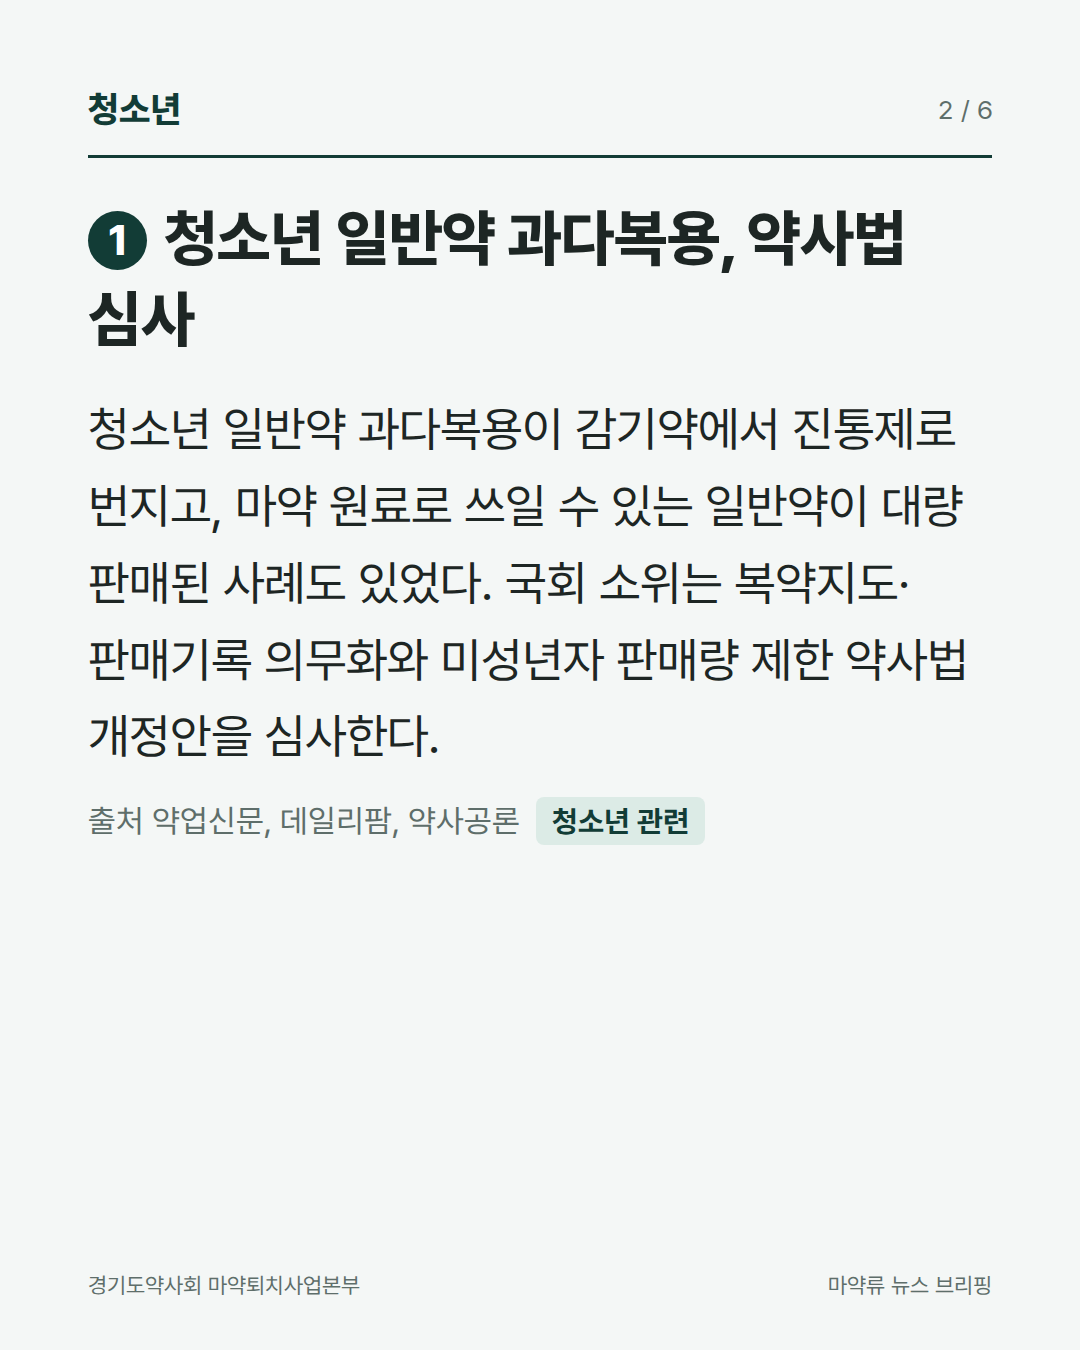 청소년
2 / 6
1 청소년 일반약 과다복용, 약사법
심사
청소년 일반약 과다복용이 감기약에서 진통제로
번지고, 마약 원료로 쓰일 수 있는 일반약이 대량
판매된 사례도 있었다. 국회 소위는 복약지도·
판매기록 의무화와 미성년자 판매량 제한 약사법
개정안을 심사한다.
출처 약업신문, 데일리팜, 약사공론 청소년 관련
경기도약사회 마약퇴치사업본부
마약류 뉴스 브리핑